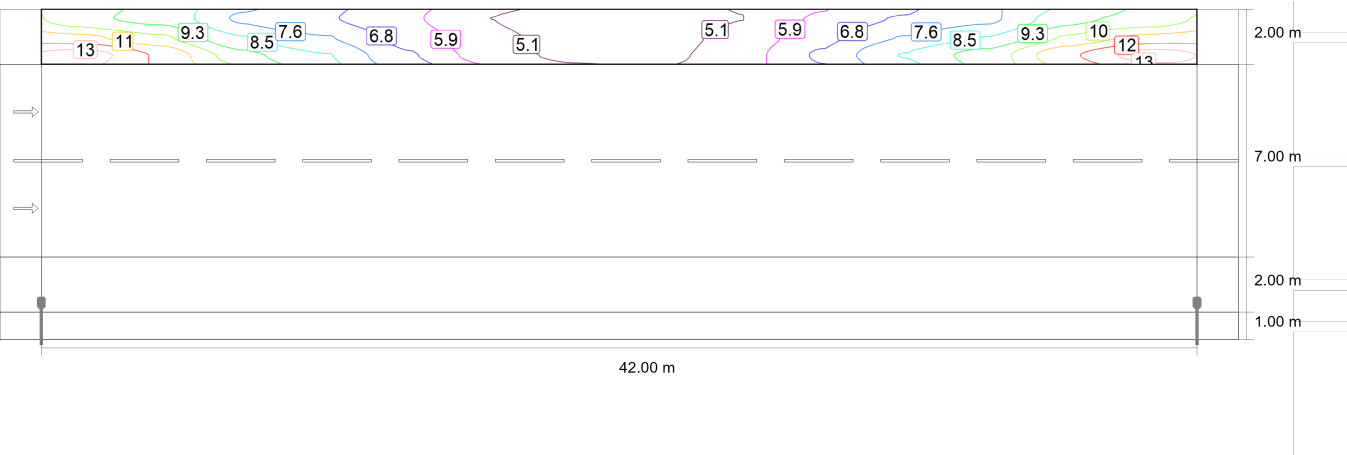 9.3 7.6 6.8 5.9 5.1 5.1 5.9 6.8 7.6 8.5 9.3 10 2.00 m
13 11 8.5 12 13
7.00 m
2.00 m
1.00 m
42.00 m